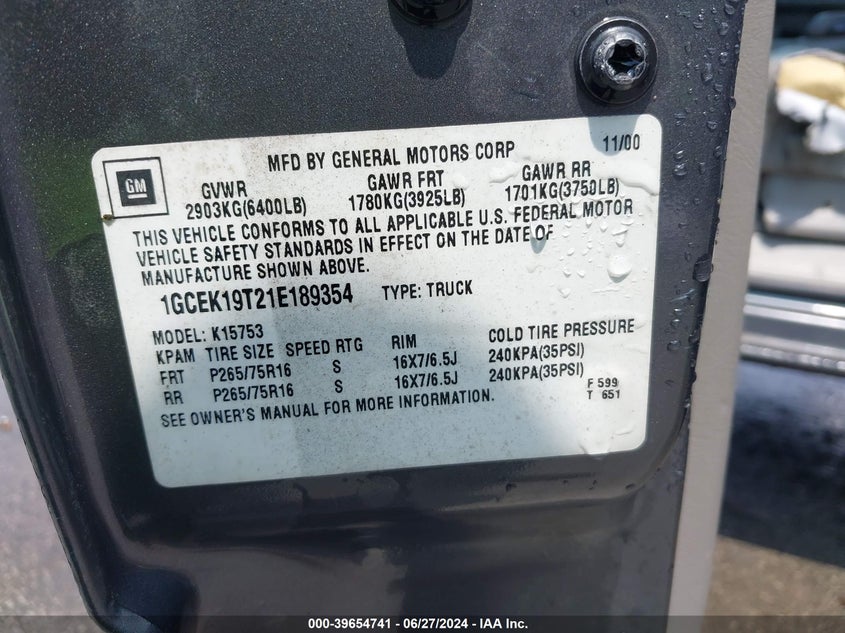 MFD BY GENERAL MOTORS CORP 11/00
GM
GVWR GAWR FRT GAWR RR
2903KG(6400LB) 1780KG(3925LB) 1701KG(3750LB)
THIS VEHICLE CONFORMS TO ALL APPLICABLE U.S. FEDERAL MOTOR
VEHICLE SAFETY STANDARDS IN EFFECT ON THE DATE OF
MANUFACTURE SHOWN ABOVE.
1GCEK19T21E189354 TYPE: TRUCK
MODEL: K15753
KPAM TIRE SIZE SPEED RTG RIM COLD TIRE PRESSURE
FRT P265/75R16 S 16X7/6.5J 240KPA(35PSI)
RR P265/75R16 S 16X7/6.5J 240KPA(35PSI)
SEE OWNER'S MANUAL FOR MORE INFORMATION.
F 599
T 651
000-39654741 - 06/27/2024 - IAA Inc.